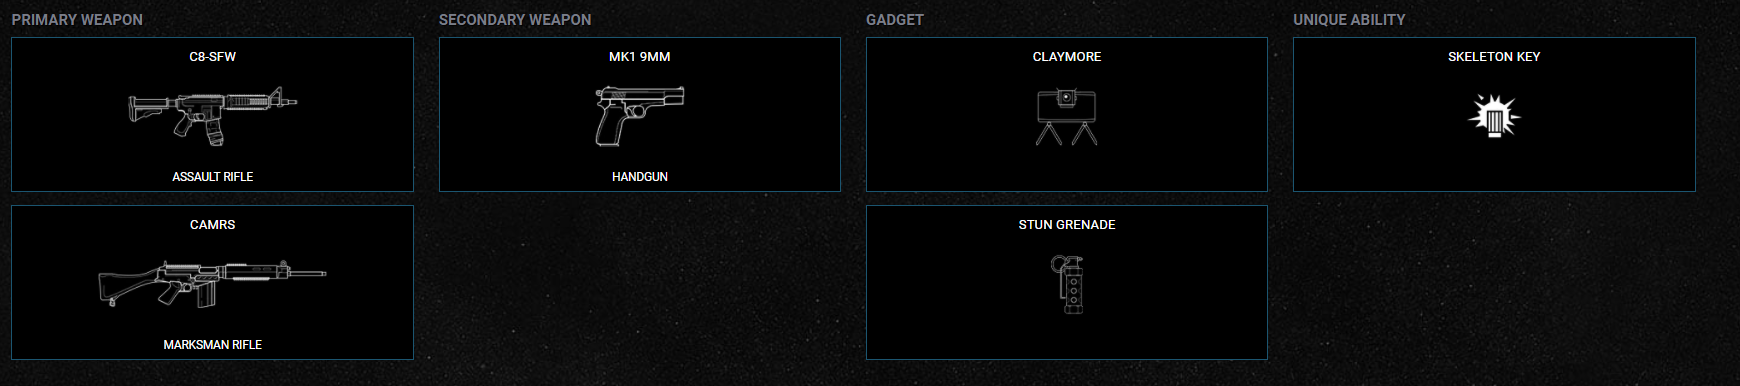 PRIMARY WEAPON
C8-SFW
ASSAULT RIFLE
CAMRS
MARKSMAN RIFLE
SECONDARY WEAPON
MK1 9MM
HANDGUN
GADGET
CLAYMORE
STUN GRENADE
UNIQUE ABILITY
SKELETON KEY